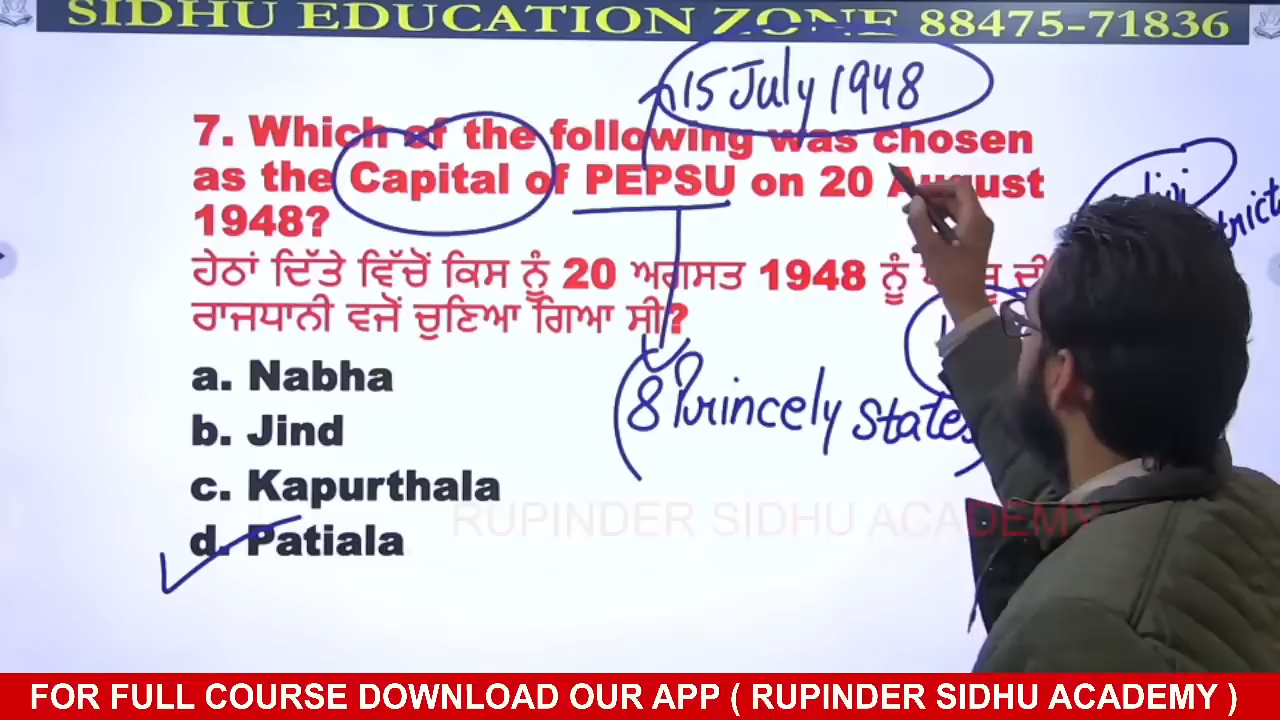 SIDHU EDUCATION ZONE 88475-71836
15 July 1948
7. Which of the following was chosen
as the Capital of PEPSU on 20 August
1948?
ਹੇਠਾਂ ਦਿੱਤੇ ਵਿੱਚੋਂ ਕਿਸ ਨੂੰ 20 ਅਗਸਤ 1948 ਨੂੰ ਦੀ
ਰਾਜਧਾਨੀ ਵਜੋਂ ਚੁਣਿਆ ਗਿਆ ਸੀ?
a. Nabha
(8 Princely States)
b. Jind
c. Kapurthala
RUPINDER SIDHU ACADEMY
d. Patiala
FOR FULL COURSE DOWNLOAD OUR APP ( RUPINDER SIDHU ACADEMY )